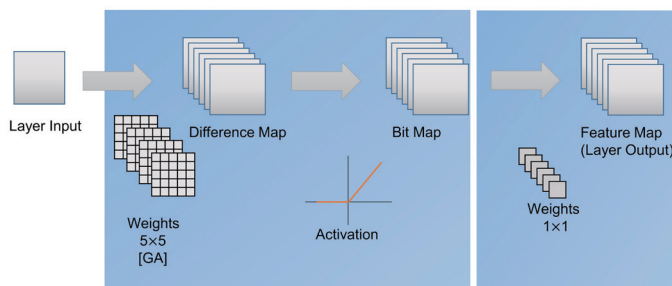 Layer Input
Difference Map
Bit Map
Feature Map
(Layer Output)
Weights
5×5
[GA]
Activation
Weights
1×1